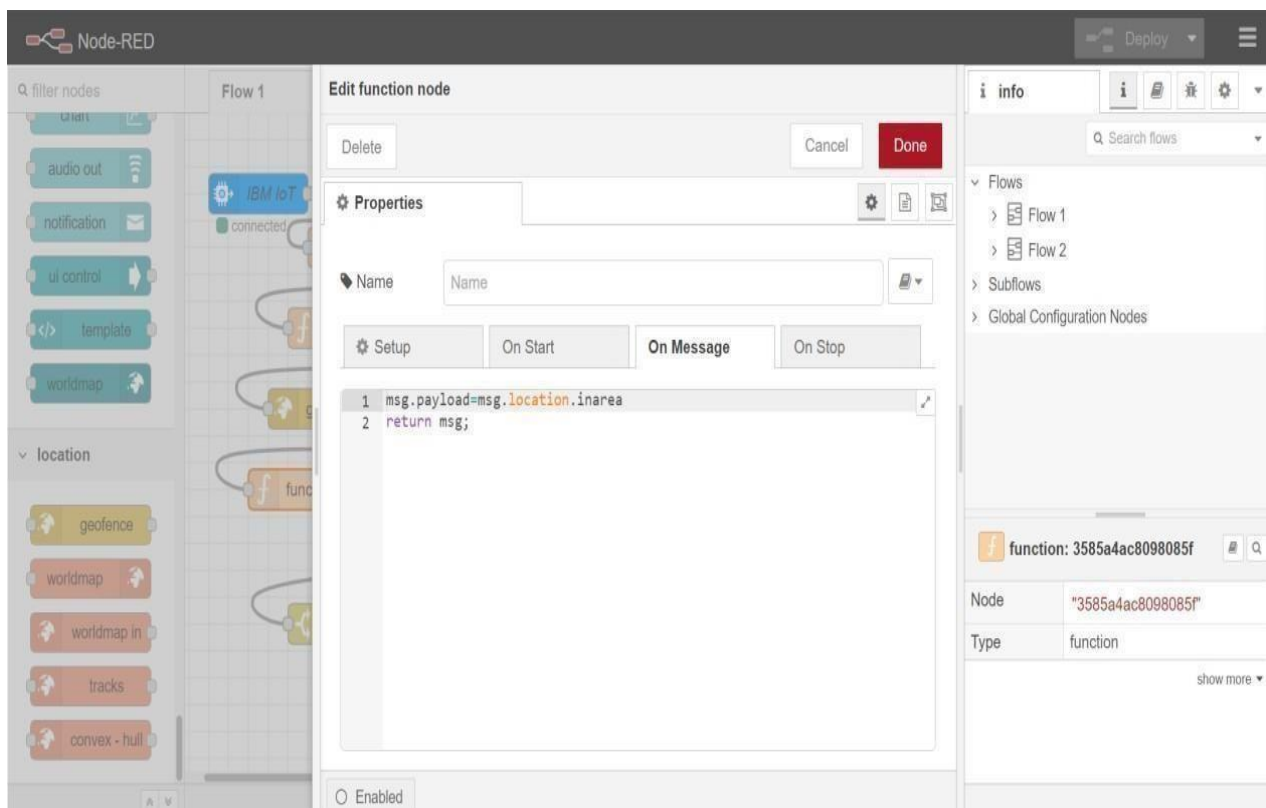 Node-RED
Deploy
filter nodes
chart
audio out
notification
ui control
template
worldmap
location
geofence
worldmap
worldmap in
tracks
convex - hull
Flow 1
IBM IoT
connected
g
func
Edit function node
Delete
Cancel
Done
Properties
Name
Name
Setup
On Start
On Message
On Stop
1 msg.payload=msg.location.inarea
2 return msg;
Enabled
i info
i
Search flows
Flows
Flow 1
Flow 2
Subflows
Global Configuration Nodes
function: 3585a4ac8098085f
Node "3585a4ac8098085f"
Type function
show more